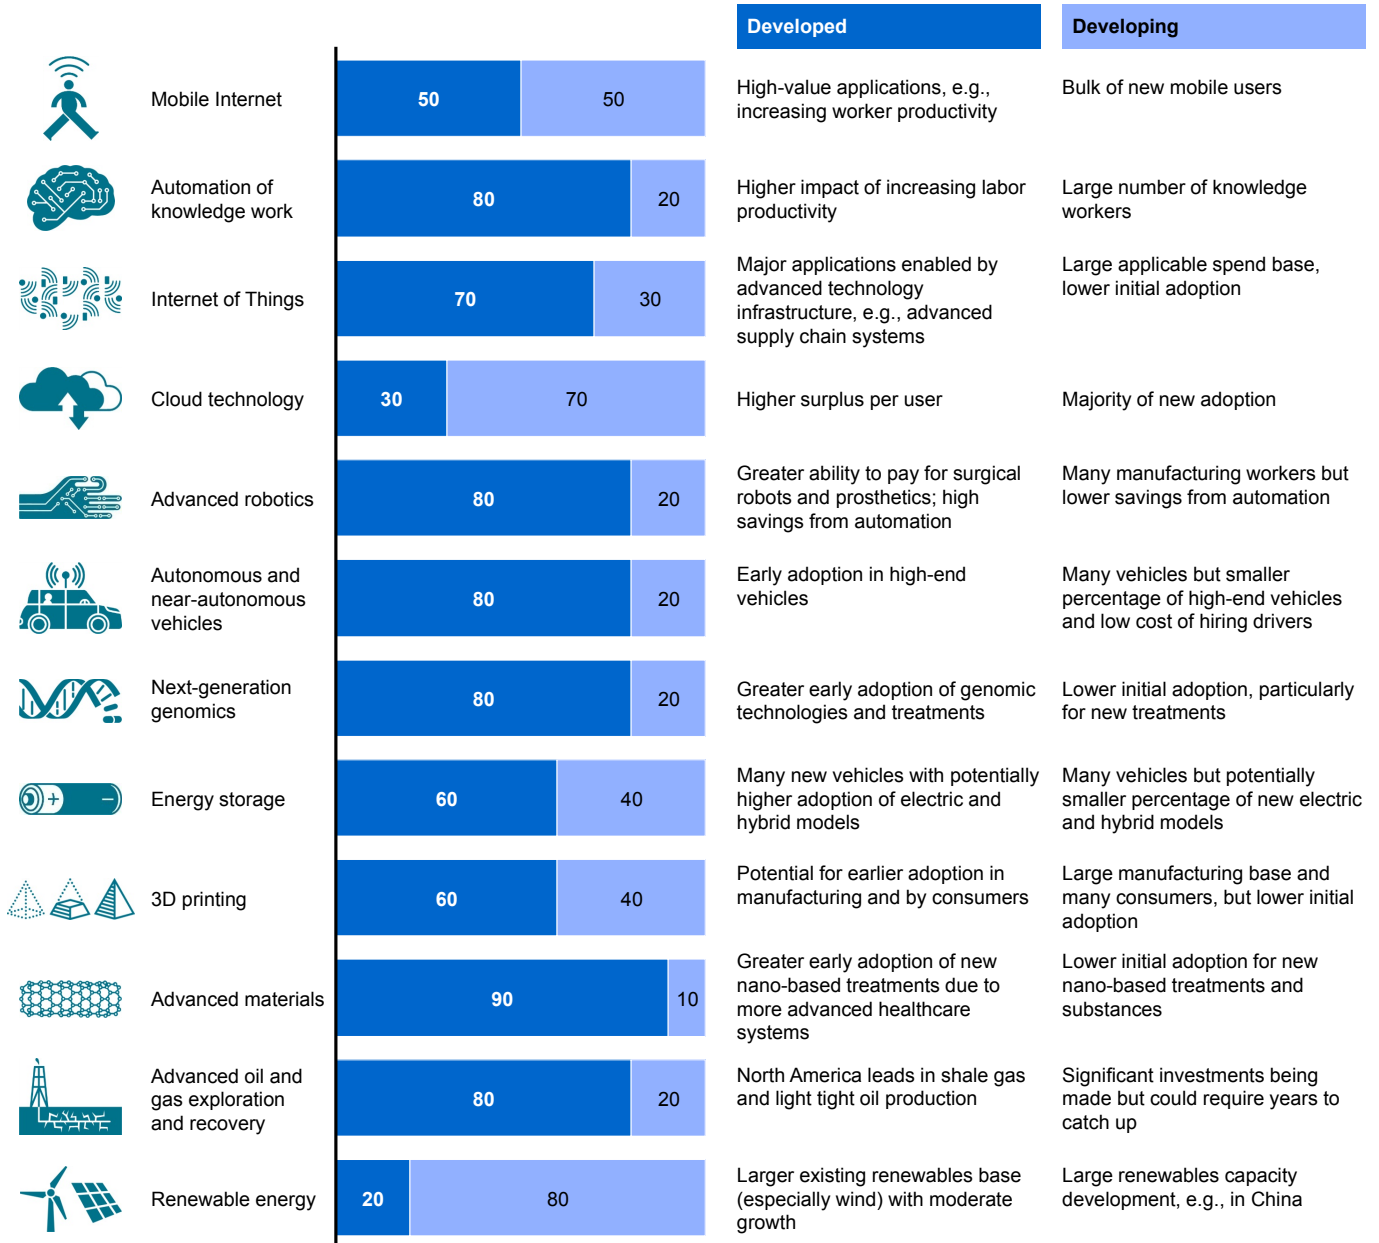 Developed
Developing
Mobile Internet
50
50
High-value applications, e.g.,
increasing worker productivity
Bulk of new mobile users
Automation of
knowledge work
80
20
Higher impact of increasing labor
productivity
Large number of knowledge
workers
Internet of Things
70
30
Major applications enabled by
advanced technology
infrastructure, e.g., advanced
supply chain systems
Large applicable spend base,
lower initial adoption
Cloud technology
30
70
Higher surplus per user
Majority of new adoption
Advanced robotics
80
20
Greater ability to pay for surgical
robots and prosthetics; high
savings from automation
Many manufacturing workers but
lower savings from automation
Autonomous and
near-autonomous
vehicles
80
20
Early adoption in high-end
vehicles
Many vehicles but smaller
percentage of high-end vehicles
and low cost of hiring drivers
Next-generation
genomics
80
20
Greater early adoption of genomic
technologies and treatments
Lower initial adoption, particularly
for new treatments
Energy storage
60
40
Many new vehicles with potentially
higher adoption of electric and
hybrid models
Many vehicles but potentially
smaller percentage of new electric
and hybrid models
3D printing
60
40
Potential for earlier adoption in
manufacturing and by consumers
Large manufacturing base and
many consumers, but lower initial
adoption
Advanced materials
90
10
Greater early adoption of new
nano-based treatments due to
more advanced healthcare
systems
Lower initial adoption for new
nano-based treatments and
substances
Advanced oil and
gas exploration
and recovery
80
20
North America leads in shale gas
and light tight oil production
Significant investments being
made but could require years to
catch up
Renewable energy
20
80
Larger existing renewables base
(especially wind) with moderate
growth
Large renewables capacity
development, e.g., in China